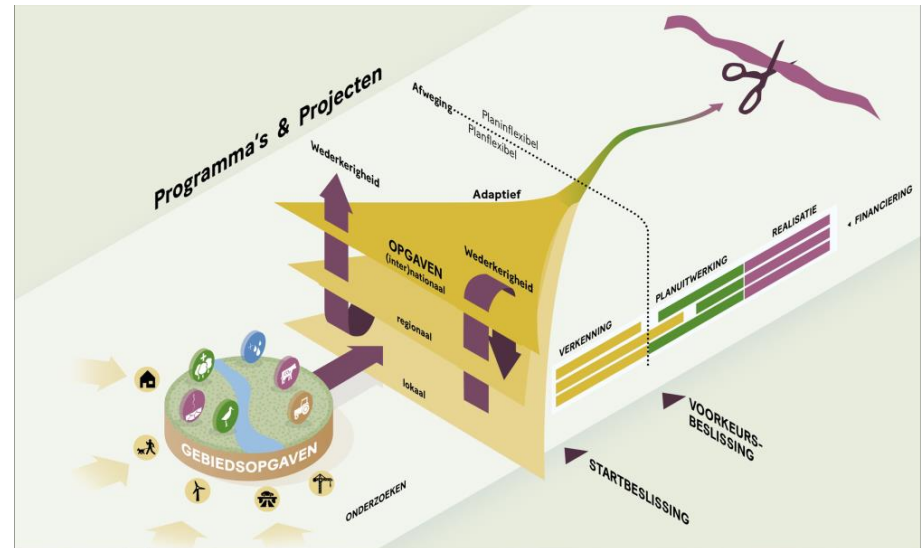 Programma's & Projecten
Afweging
Planinflexibel
Planflexibel
Wederkerigheid
Adaptief
OPGAVEN
(inter)nationaal
Wederkerigheid
regionaal
lokaal
GEBIEDSOPGAVEN
ONDERZOEKEN
VERKENNING
PLANUITWERKING
REALISATIE
FINANCIERING
STARTBESLISSING
VOORKEURS-
BESLISSING